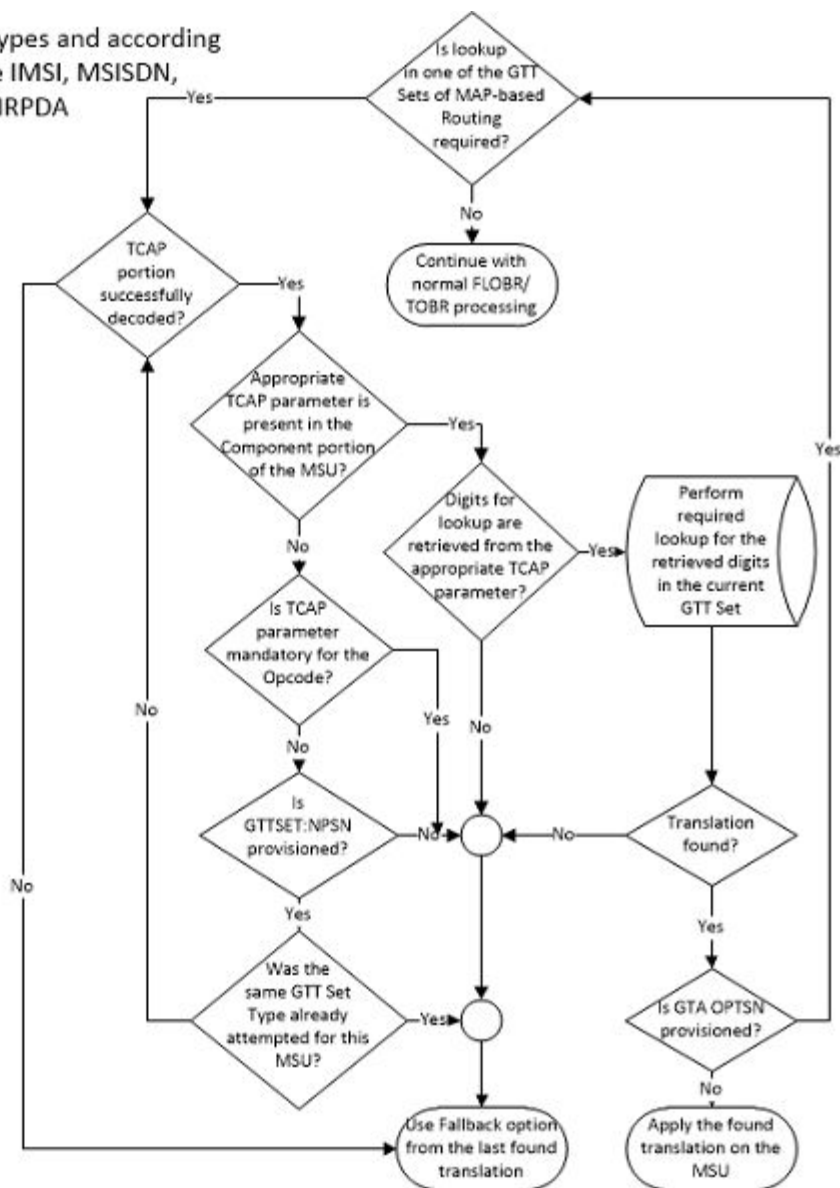 ypes and according
IMSI, MSISDN,
IRPDA
Is lookup
in one of the GTT
Sets of MAP-based
Routing
required?
Yes
No
Continue with
normal FLOBR/
TOBR processing
TCAP
portion
successfully
decoded?
Yes
Appropriate
TCAP parameter is
present in the
Component portion
of the MSU?
Yes
Yes
Digits for
lookup are
retrieved from the
appropriate TCAP
parameter?
Yes
Perform
required
lookup for the
retrieved digits
in the current
GTT Set
No
Is TCAP
parameter
mandatory for the
Opcode?
Yes
No
No
No
Is
GTTSET:NPSN
provisioned?
No
No
Translation
found?
No
Yes
Yes
Was the
same GTT Set
Type already
attempted for this
MSU?
Yes
Is GTA OPTSN
provisioned?
No
Use Fallback option
from the last found
translation
Apply the found
translation on the
MSU